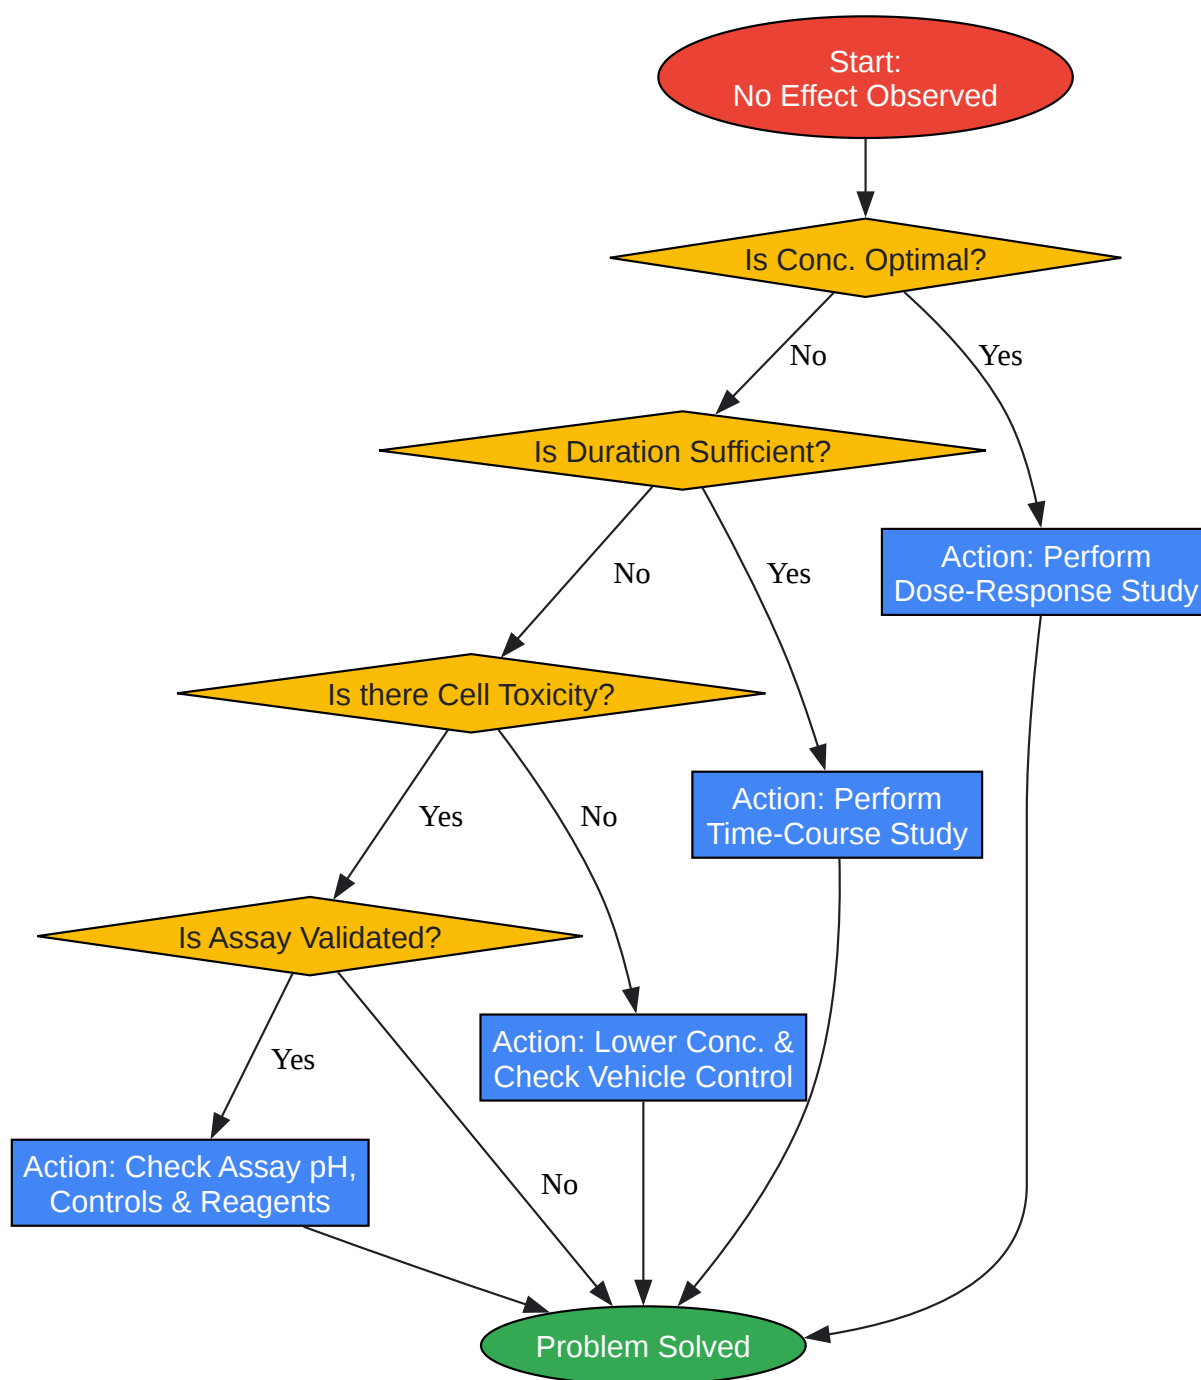 Start:
No Effect Observed
Is Conc. Optimal?
No
Yes
Is Duration Sufficient?
Action: Perform
Dose-Response Study
No
Yes
Is there Cell Toxicity?
Action: Perform
Time-Course Study
Yes
No
Is Assay Validated?
Action: Lower Conc. &
Check Vehicle Control
Yes
Action: Check Assay pH,
Controls & Reagents
No
Problem Solved